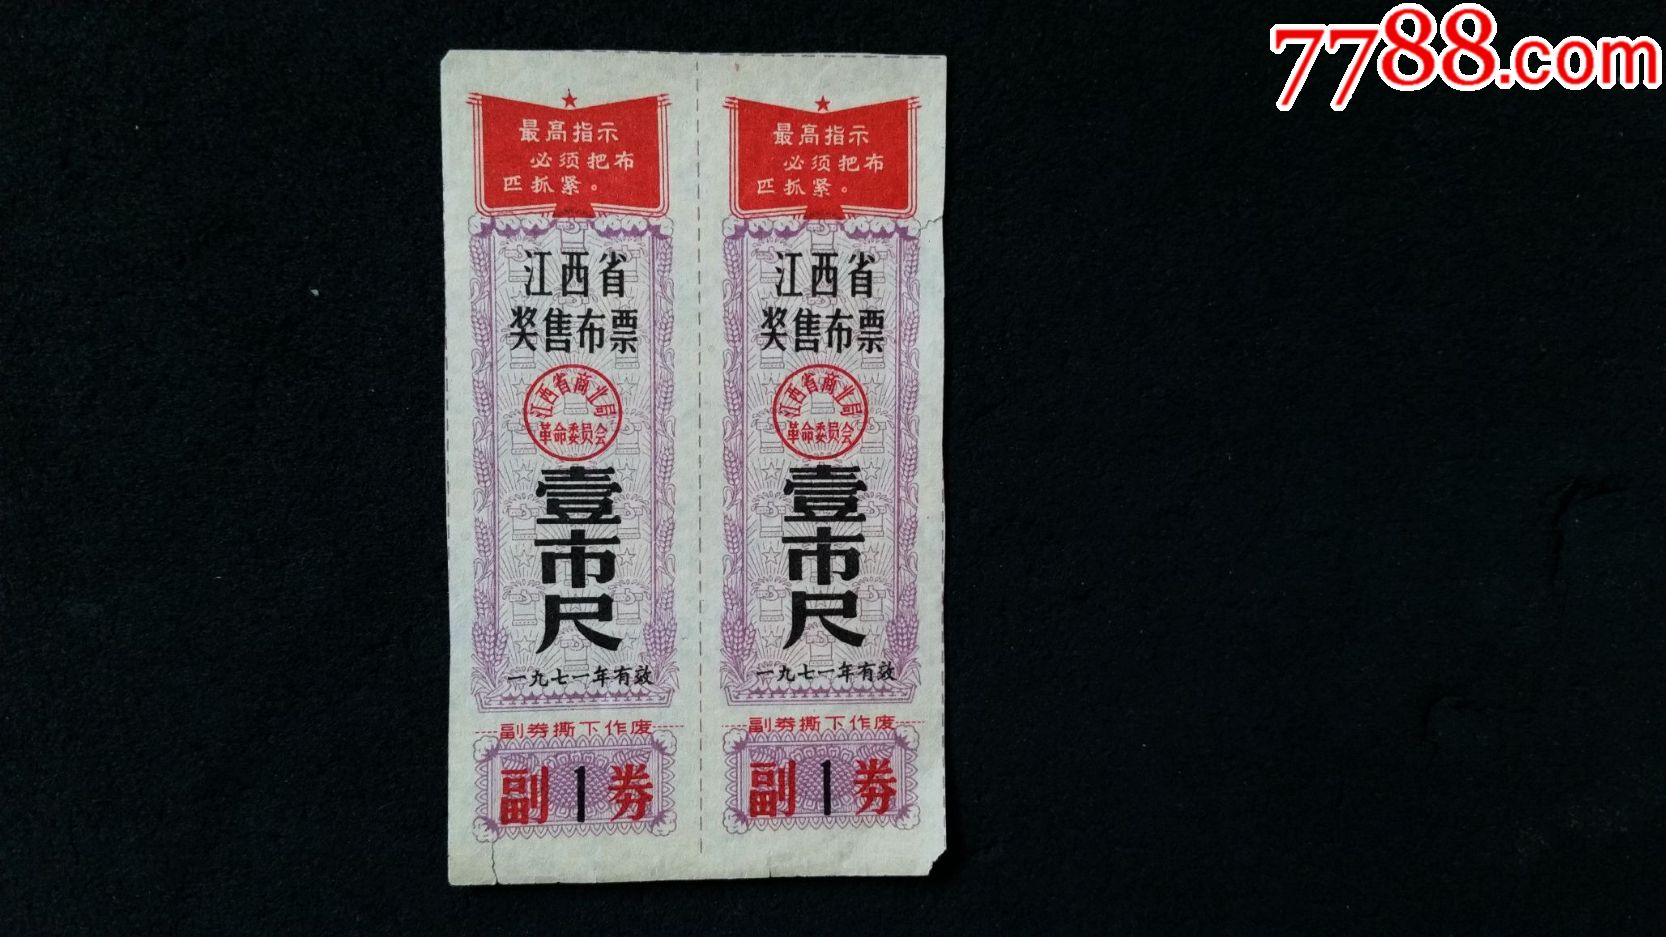 7788.com
最高指示
必须把布
匹抓紧。
江西省
奖售布票
江西省商业局
革命委员会
壹市尺
一九七一年有效
副券撕下作废
副1券
最高指示
必须把布
匹抓紧。
江西省
奖售布票
江西省商业局
革命委员会
壹市尺
一九七一年有效
副券撕下作废
副1券